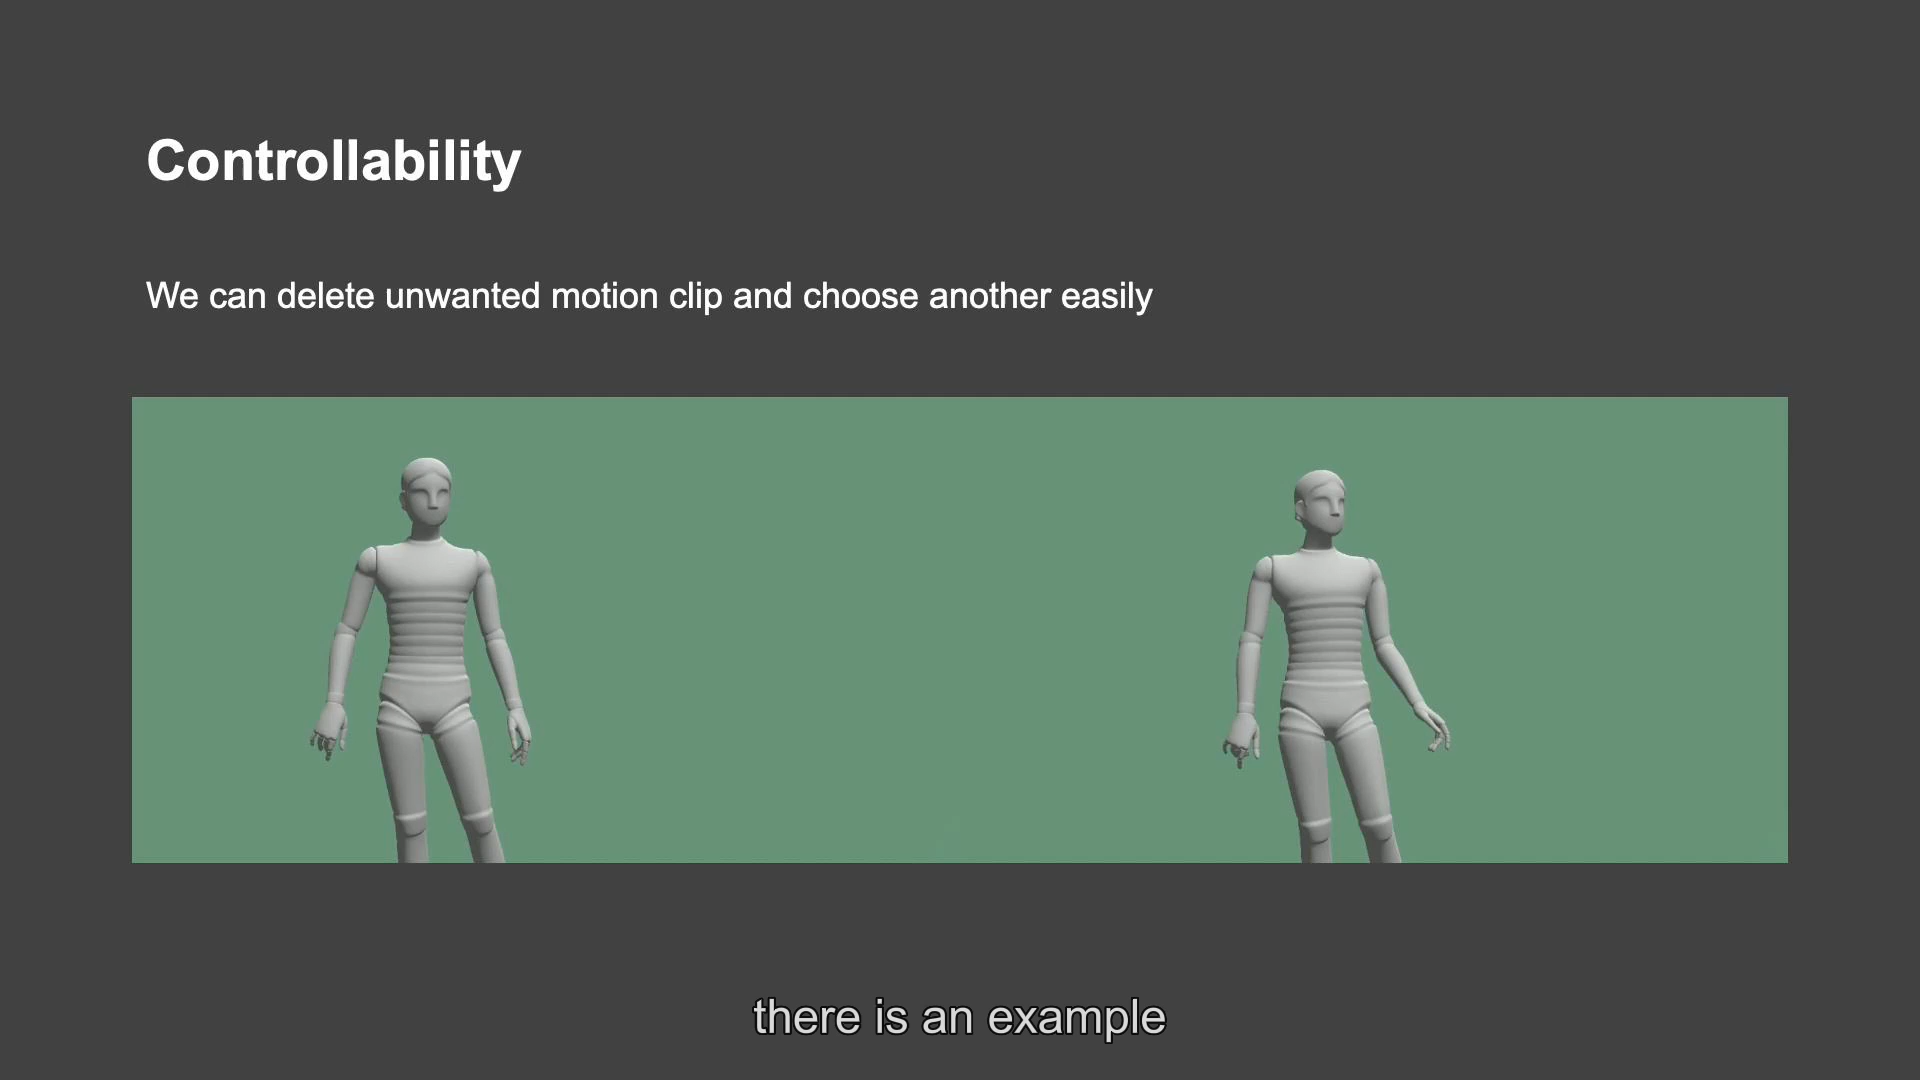 Controllability
We can delete unwanted motion clip and choose another easily
there is an example